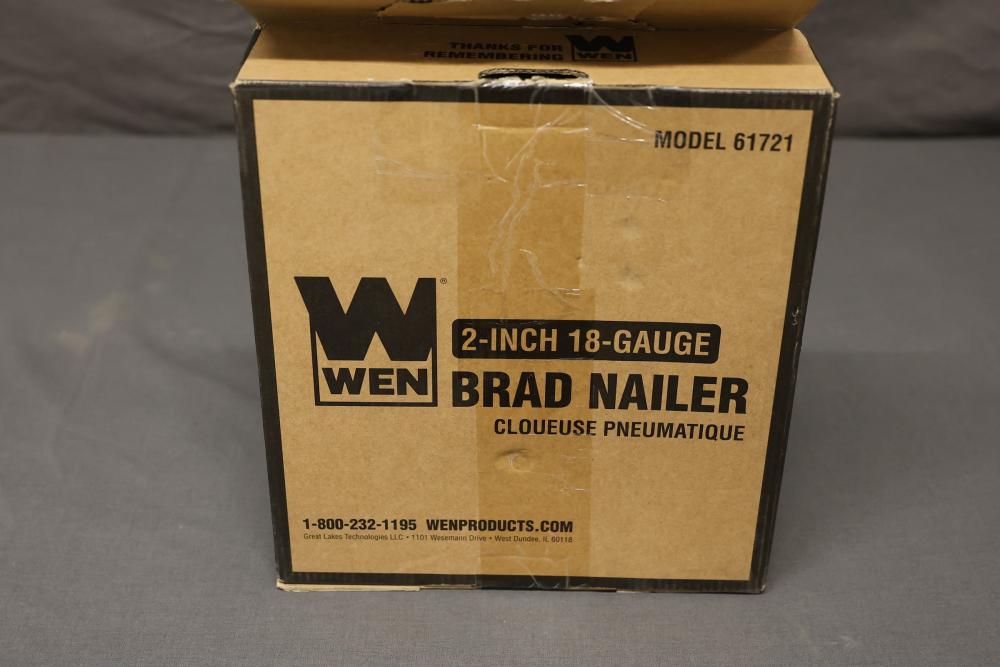 THANKS FOR
REMEMBERING
WEN
MODEL 61721
W®
WEN
2-INCH 18-GAUGE
BRAD NAILER
CLOUEUSE PNEUMATIQUE
1-800-232-1195 WENPRODUCTS.COM
Great Lakes Technologies LLC • 1101 Wesemann Drive • West Dundee, IL 60118